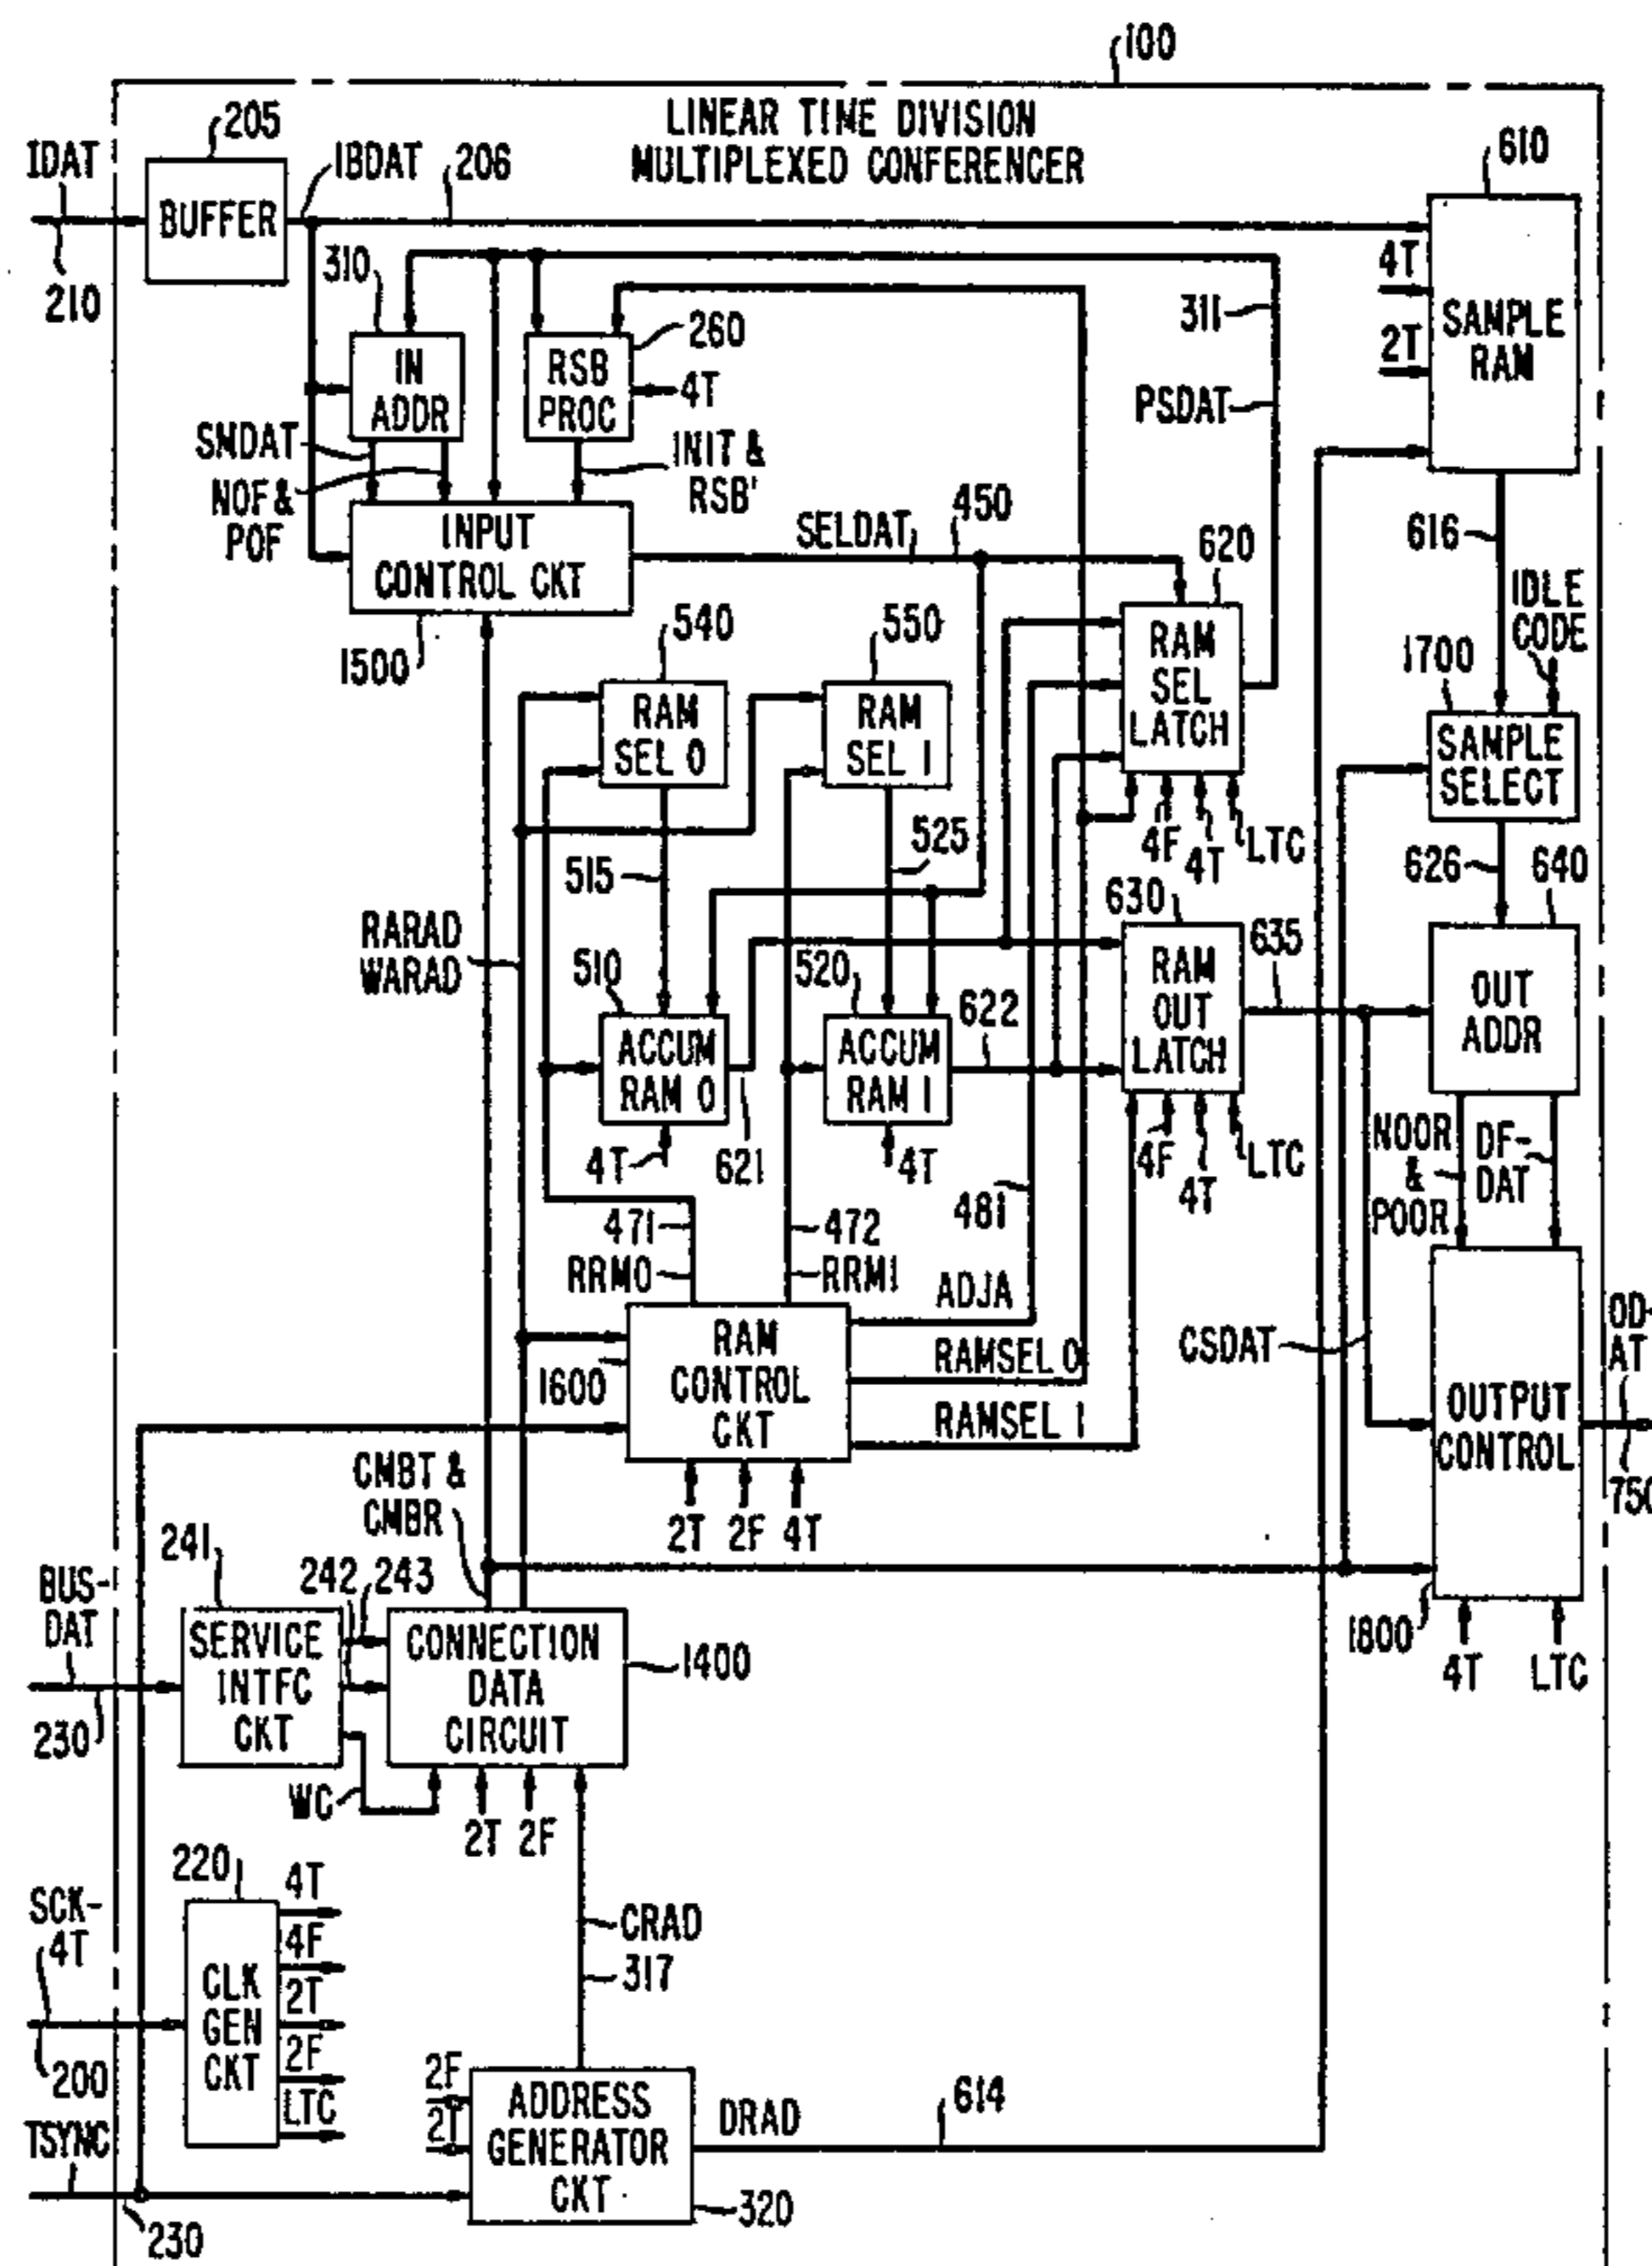 100
LINEAR TIME DIVISION
MULTIPLEXED CONFERENCER
IDAT
210
205
BUFFER
IBDAT
206
610
4T
2T
SAMPLE
RAM
310
IN
ADDR
260
RSB
PROC
4T
311
PSDAT
SMDAT
NOF &
POF
INIT &
RSB'
INPUT
CONTROL CKT
1500
SELDAT
450
616
IDLE
CODE
540
RAM
SEL 0
550
RAM
SEL 1
620
RAM
SEL
LATCH
4F
4T
LTC
1700
SAMPLE
SELECT
515
525
626
640
RARAD
WARAD
510
ACCUM
RAM 0
4T
621
520
ACCUM
RAM 1
4T
622
630
RAM
OUT
LATCH
4F
4T
LTC
635
OUT
ADDR
NOOR
&
POOR
DF-
DAT
471
RRM0
472
RRM1
481
ADJA
RAMSEL 0
RAMSEL 1
1600
RAM
CONTROL
CKT
2T
2F
4T
CSDAT
OUTPUT
CONTROL
OD-
AT
750
1800
4T
LTC
CMBT &
CMBR
BUS-
DAT
230
241
SERVICE
INTFC
CKT
242
243
CONNECTION
DATA
CIRCUIT
1400
WC
2T
2F
220
SCK-
4T
200
CLK
GEN
CKT
4T
4F
2T
2F
LTC
CRAD
317
TSYNC
230
2F
2T
ADDRESS
GENERATOR
CKT
320
DRAD
614